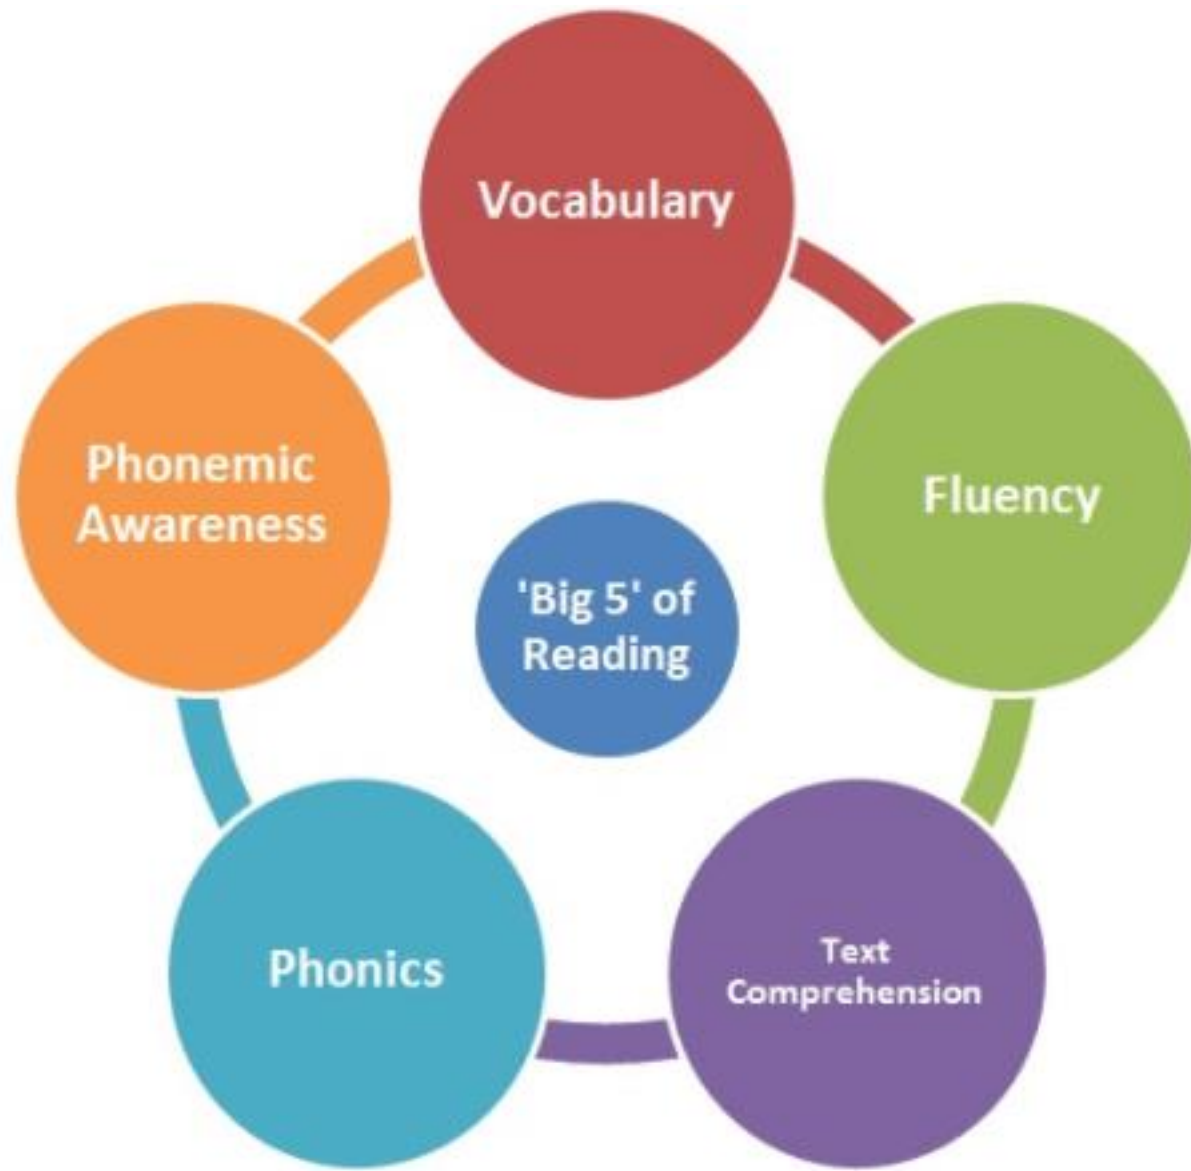 Vocabulary
Fluency
Text
Comprehension
Phonics
Phonemic
Awareness
'Big 5' of
Reading